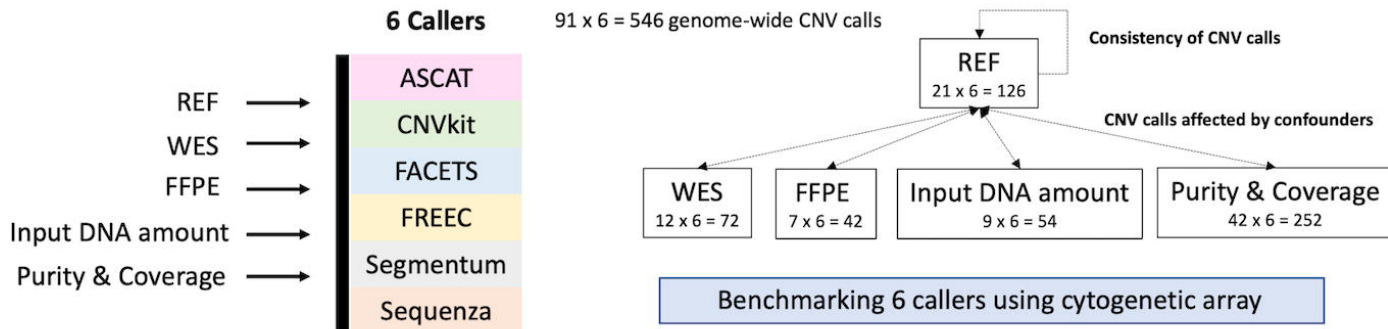 6 Callers
REF
WES
FFPE
Input DNA amount
Purity & Coverage
ASCAT
CNVkit
FACETS
FREEC
Segmentum
Sequenza
91 x 6 = 546 genome-wide CNV calls
Consistency of CNV calls
REF
21 x 6 = 126
CNV calls affected by confounders
WES
12 x 6 = 72
FFPE
7 x 6 = 42
Input DNA amount
9 x 6 = 54
Purity & Coverage
42 x 6 = 252
Benchmarking 6 callers using cytogenetic array